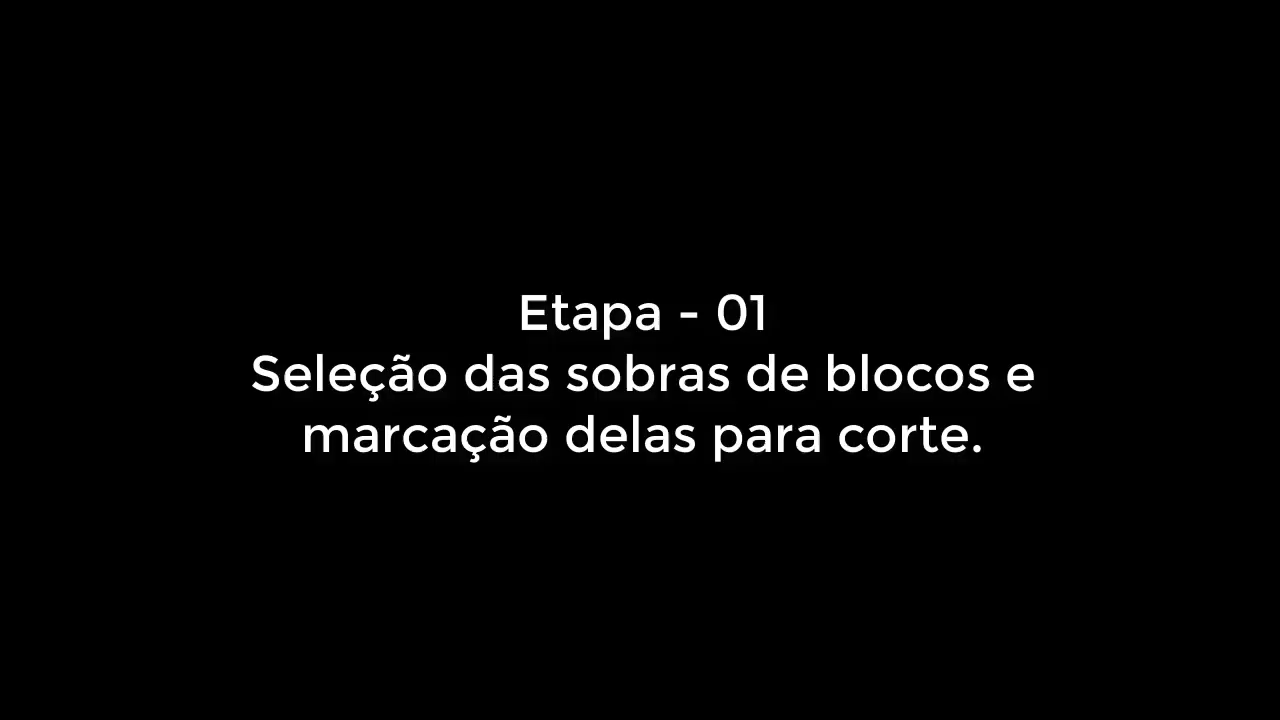 Etapa - 01
Seleção das sobras de blocos e
marcação delas para corte.